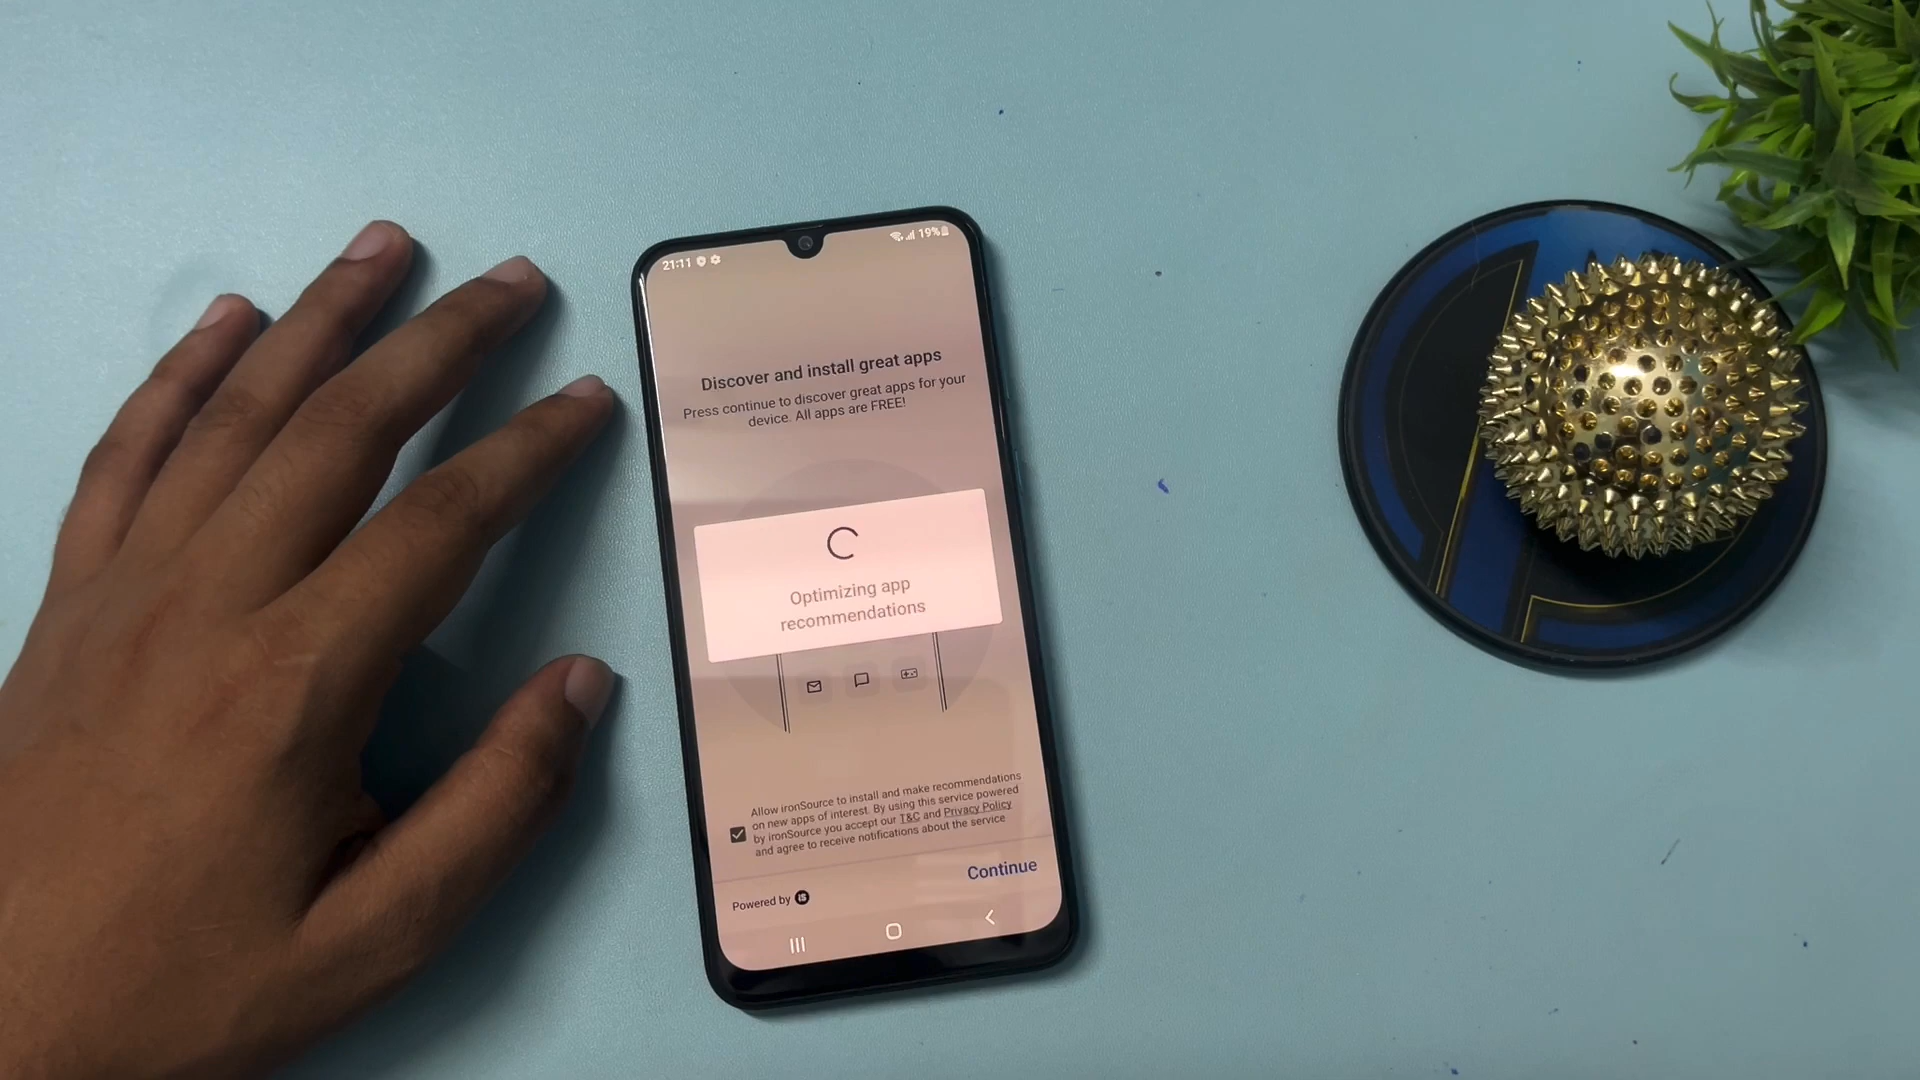 21:11
19%
Discover and install great apps
Press continue to discover great apps for your
device. All apps are FREE!
Optimizing app
recommendations
Allow ironSource to install and make recommendations
on new apps of interest. By using this service powered
by ironSource you accept our T&C and Privacy Policy
and agree to receive notifications about the service
Continue
Powered by iS